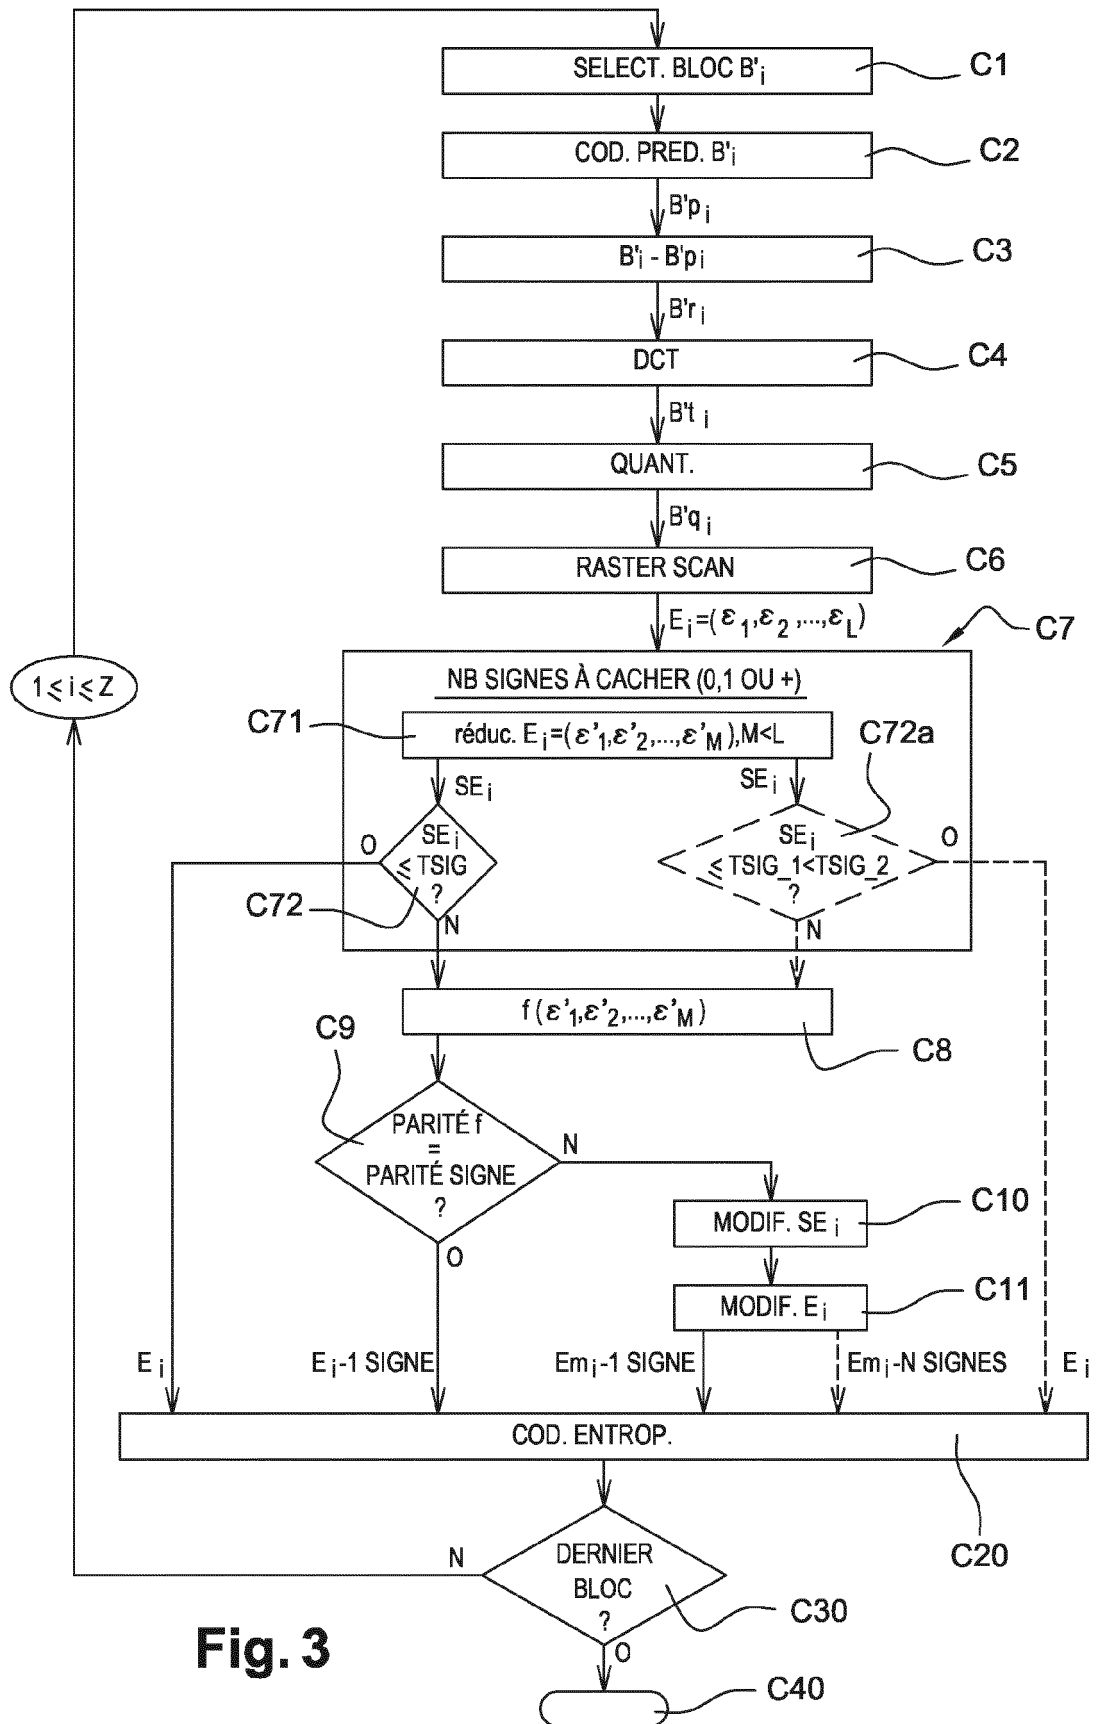 SELECT. BLOC B'i
C1
COD. PRED. B'i
C2
B'pi
B'i - B'pi
C3
B'ri
DCT
C4
B'ti
QUANT.
C5
B'qi
RASTER SCAN
C6
Ei=(ε1,ε2,...,εL)
C7
1≤i≤Z
NB SIGNES À CACHER (0,1 OU +)
C71
réduc. Ei=(ε'1,ε'2,...,ε'M),M<L
C72a
SEi
SEi
O
SEi
≤ TSIG
?
C72
N
SEi
≤ TSIG_1<TSIG_2
?
O
N
f(ε'1,ε'2,...,ε'M)
C8
C9
PARITÉ f
=
PARITÉ SIGNE
?
N
O
MODIF. SEi
C10
MODIF. Ei
C11
Ei
Ei-1 SIGNE
Emi-1 SIGNE
Emi-N SIGNES
Ei
COD. ENTROP.
C20
N
DERNIER
BLOC
?
C30
O
C40
Fig. 3